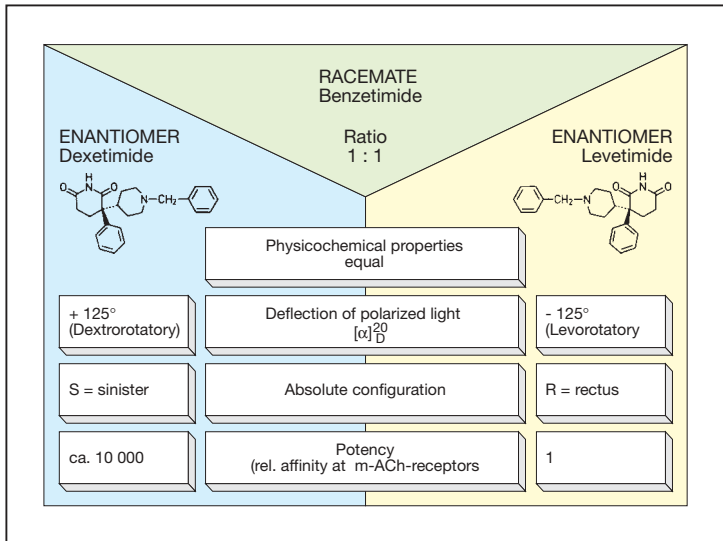 RACEMATE
Benzetimide
Ratio
1 : 1
ENANTIOMER
Dexetimide
ENANTIOMER
Levetimide
H
O N O
N CH₂
H
O N O
CH₂ N
Physicochemical properties
equal
+ 125°
(Dextrorotatory)
Deflection of polarized light
[α]20D
- 125°
(Levorotatory
S = sinister
Absolute configuration
R = rectus
ca. 10 000
Potency
(rel. affinity at m-ACh-receptors
1